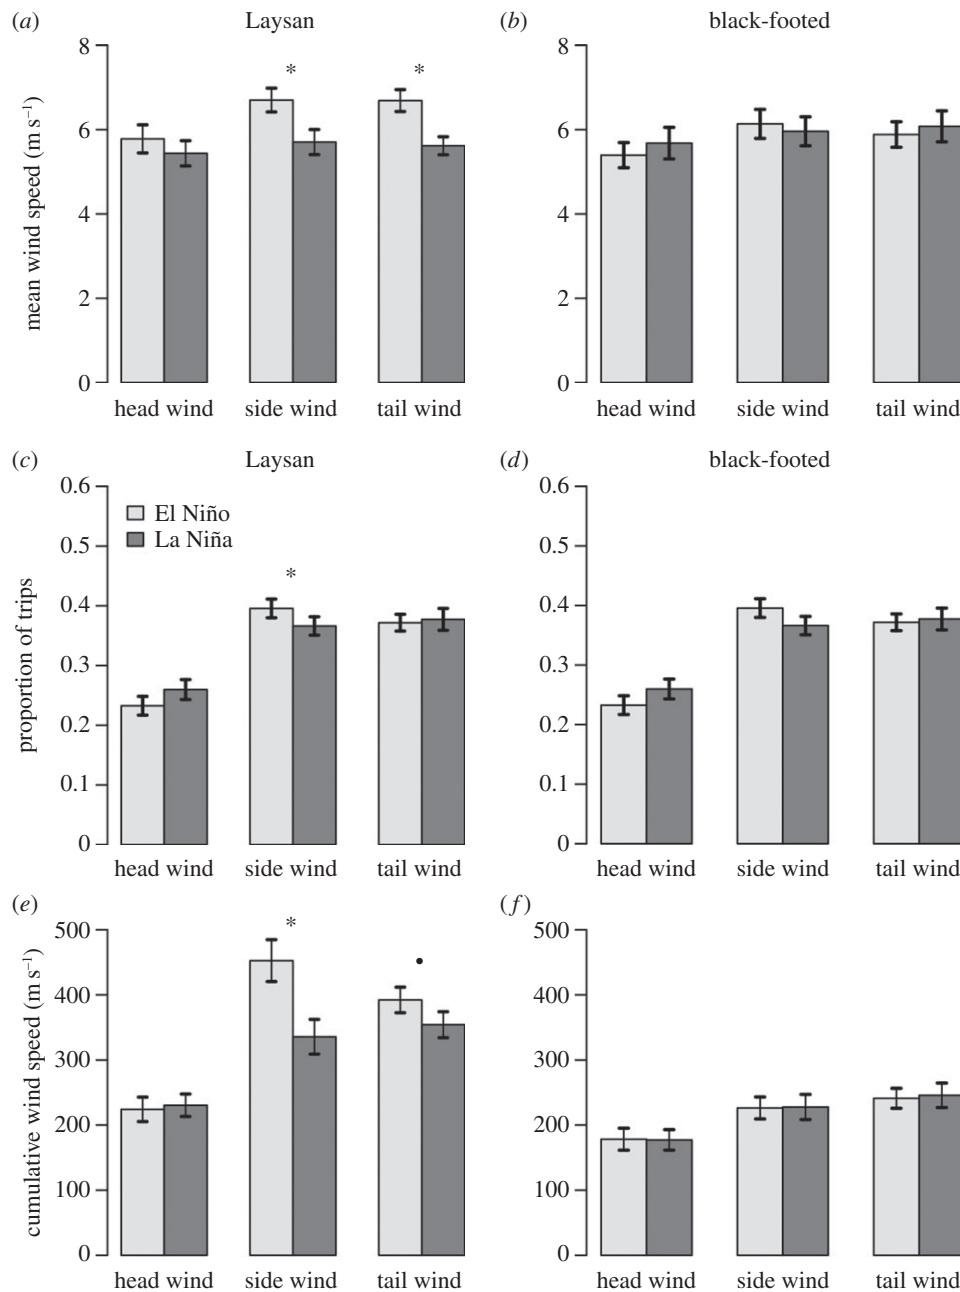 (a) Laysan
(b) black-footed
mean wind speed (m s⁻¹)
8
6
4
2
0
* *
head wind side wind tail wind
8
6
4
2
0
head wind side wind tail wind
(c) Laysan
(d) black-footed
proportion of trips
0.6
0.5
0.4
0.3
0.2
0.1
0
El Niño
La Niña
*
head wind side wind tail wind
0.6
0.5
0.4
0.3
0.2
0.1
0
head wind side wind tail wind
(e)
(f)
cumulative wind speed (m s⁻¹)
500
400
300
200
100
0
* •
head wind side wind tail wind
500
400
300
200
100
0
head wind side wind tail wind